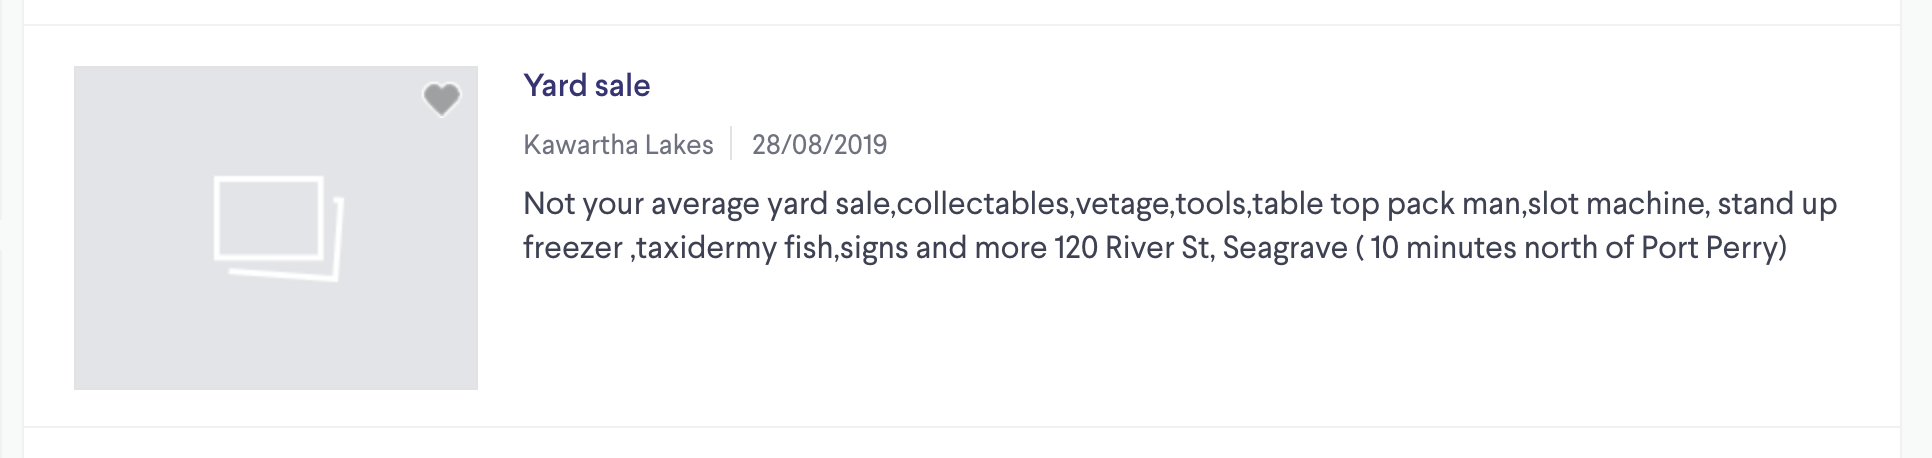 Yard sale
Kawartha Lakes 28/08/2019
Not your average yard sale,collectables,vetage,tools,table top pack man,slot machine, stand up
freezer ,taxidermy fish,signs and more 120 River St, Seagrave ( 10 minutes north of Port Perry)